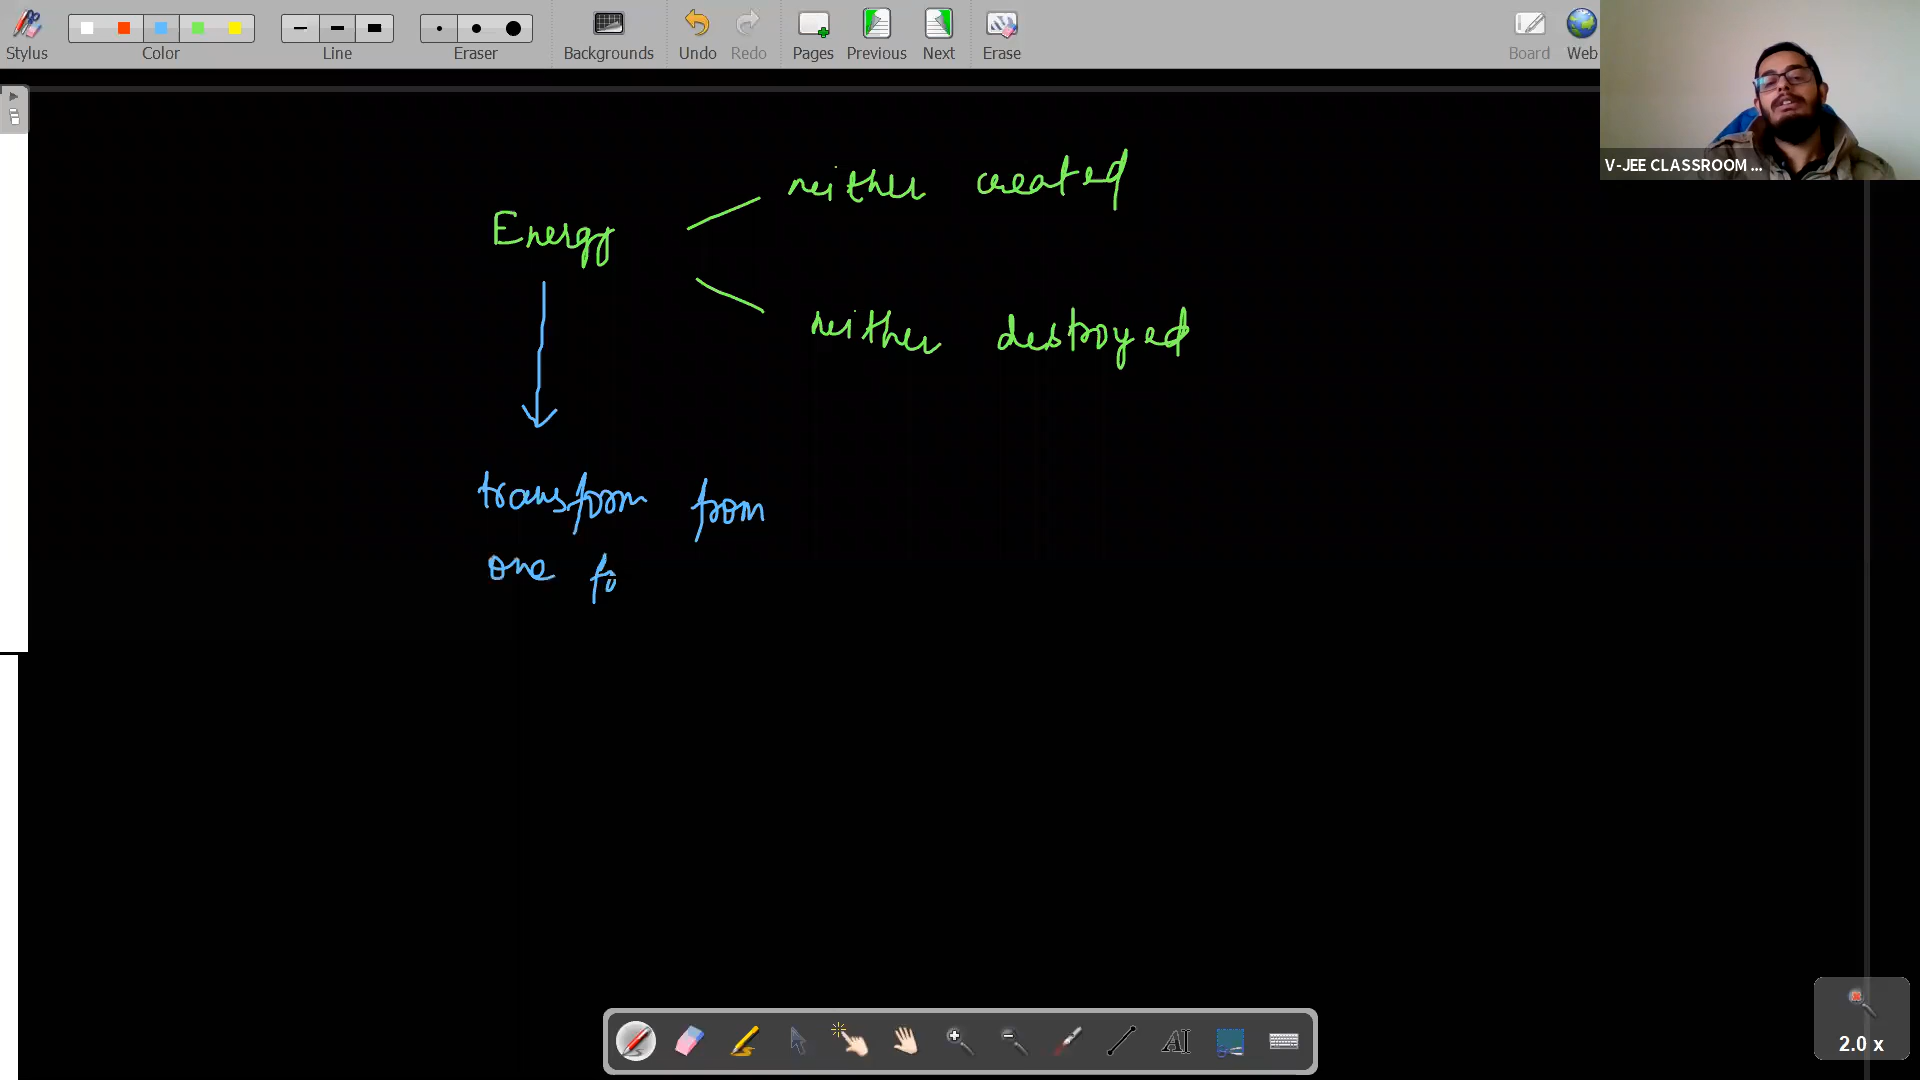 Stylus Color Line Eraser Backgrounds Undo Redo Pages Previous Next Erase Board Web
V-JEE CLASSROOM ...
neither created
Energy
neither destroyed
transform from
one fo
2.0 x